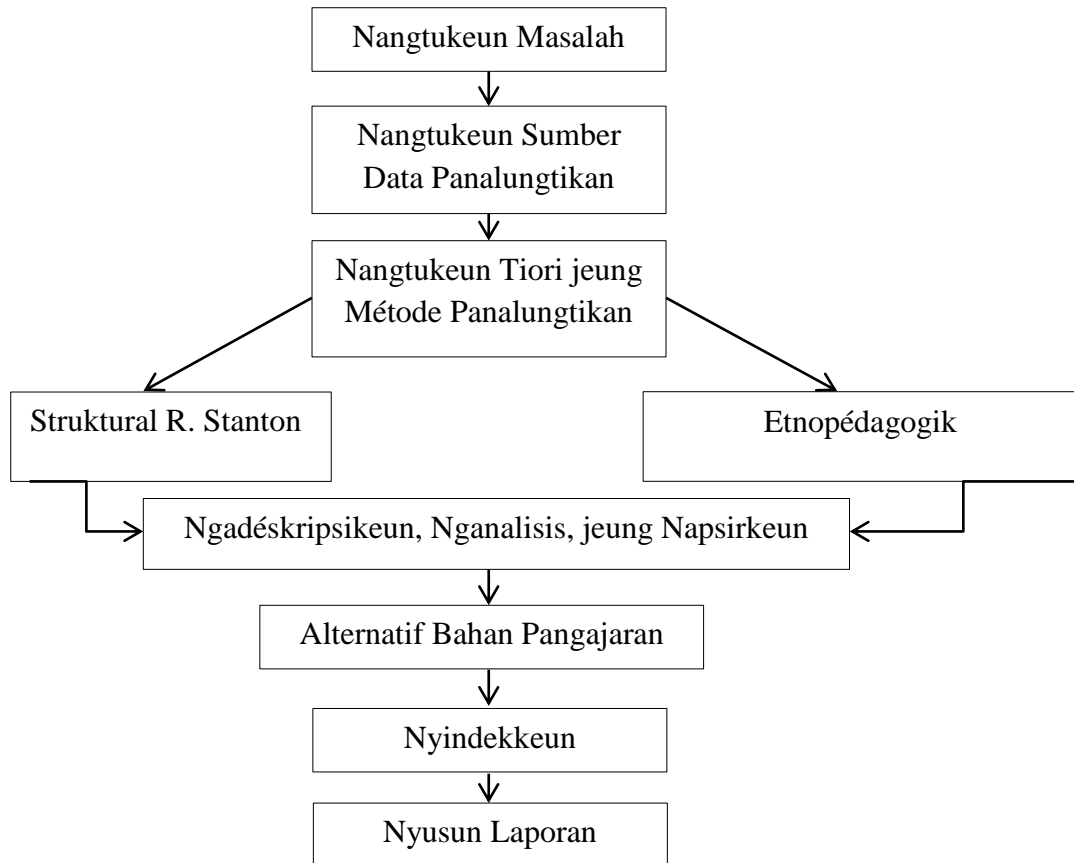 Nangtukeun Masalah
Nangtukeun Sumber
Data Panalungtikan
Nangtukeun Tiori jeung
Métode Panalungtikan
Struktural R. Stanton
Etnopédagogik
Ngadéskripsikeun, Nganalisis, jeung Napsirkeun
Alternatif Bahan Pangajaran
Nyindekkeun
Nyusun Laporan